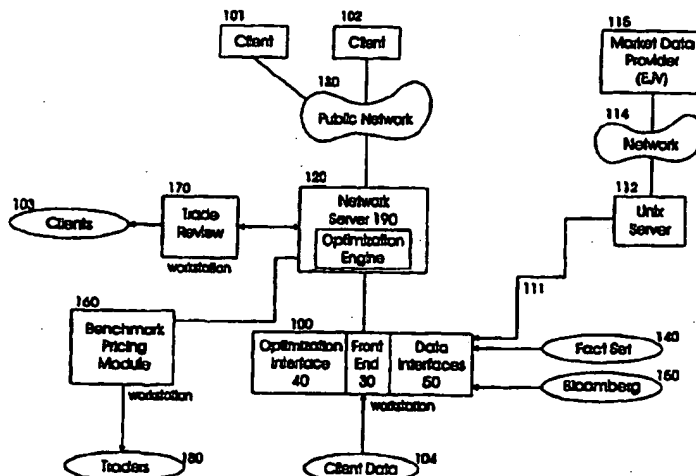 101
Client
102
Client
115
Market Data
Provider
(EJV)
130
Public Network
114
Network
120
Network
Server 190
Optimization
Engine
170
Trade
Review
workstation
103
Clients
112
Unix
Server
111
160
Benchmark
Pricing
Module
workstation
100
Optimization
Interface
40
Front
End
30
Data
Interfaces
50
workstation
140
Fact Set
150
Bloomberg
Traders
180
Client Data
104